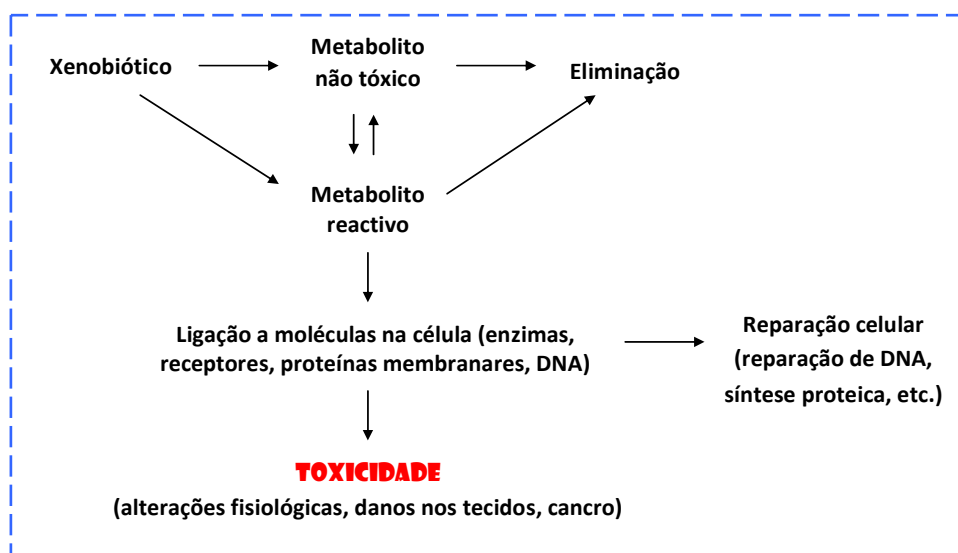 Xenobiótico
Metabolito
não tóxico
Eliminação
Metabolito
reactivo
Ligação a moléculas na célula (enzimas,
receptores, proteínas membranares, DNA)
Reparação celular
(reparação de DNA,
síntese proteica, etc.)
TOXICIDADE
(alterações fisiológicas, danos nos tecidos, cancro)